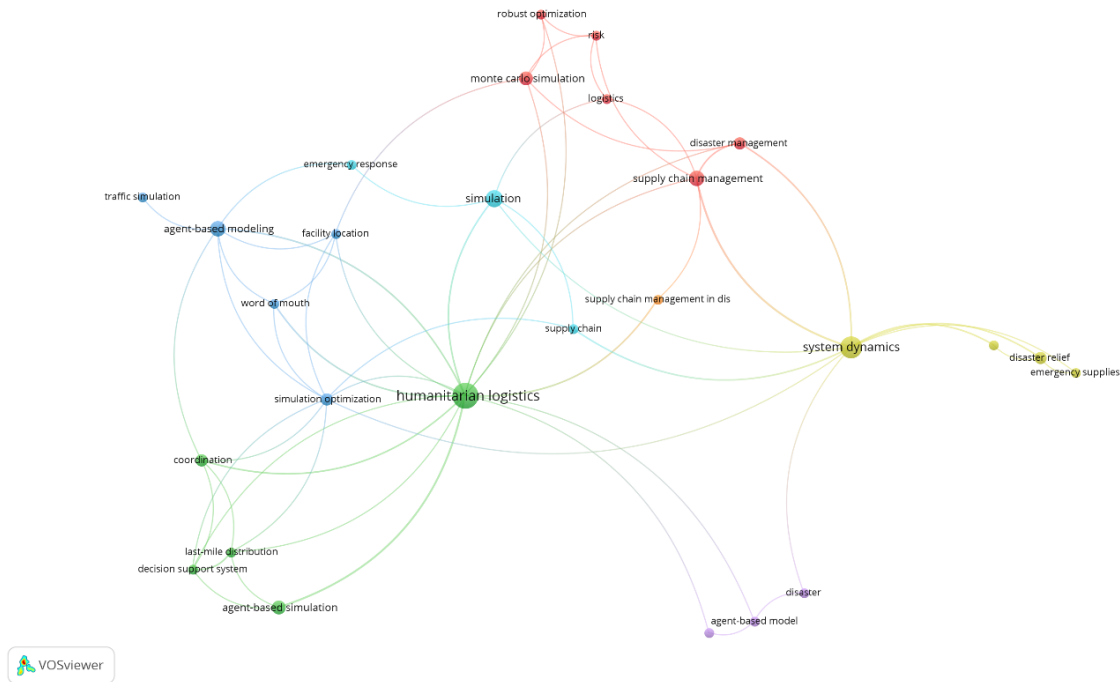 robust optimization
risk
monte carlo simulation
logistics
disaster management
emergency response
supply chain management
traffic simulation
simulation
agent-based modeling
facility location
supply chain management in dis
word of mouth
supply chain
system dynamics
disaster relief
emergency supplies
humanitarian logistics
simulation optimization
coordination
last-mile distribution
decision support system
disaster
agent-based simulation
agent-based model
VOSviewer